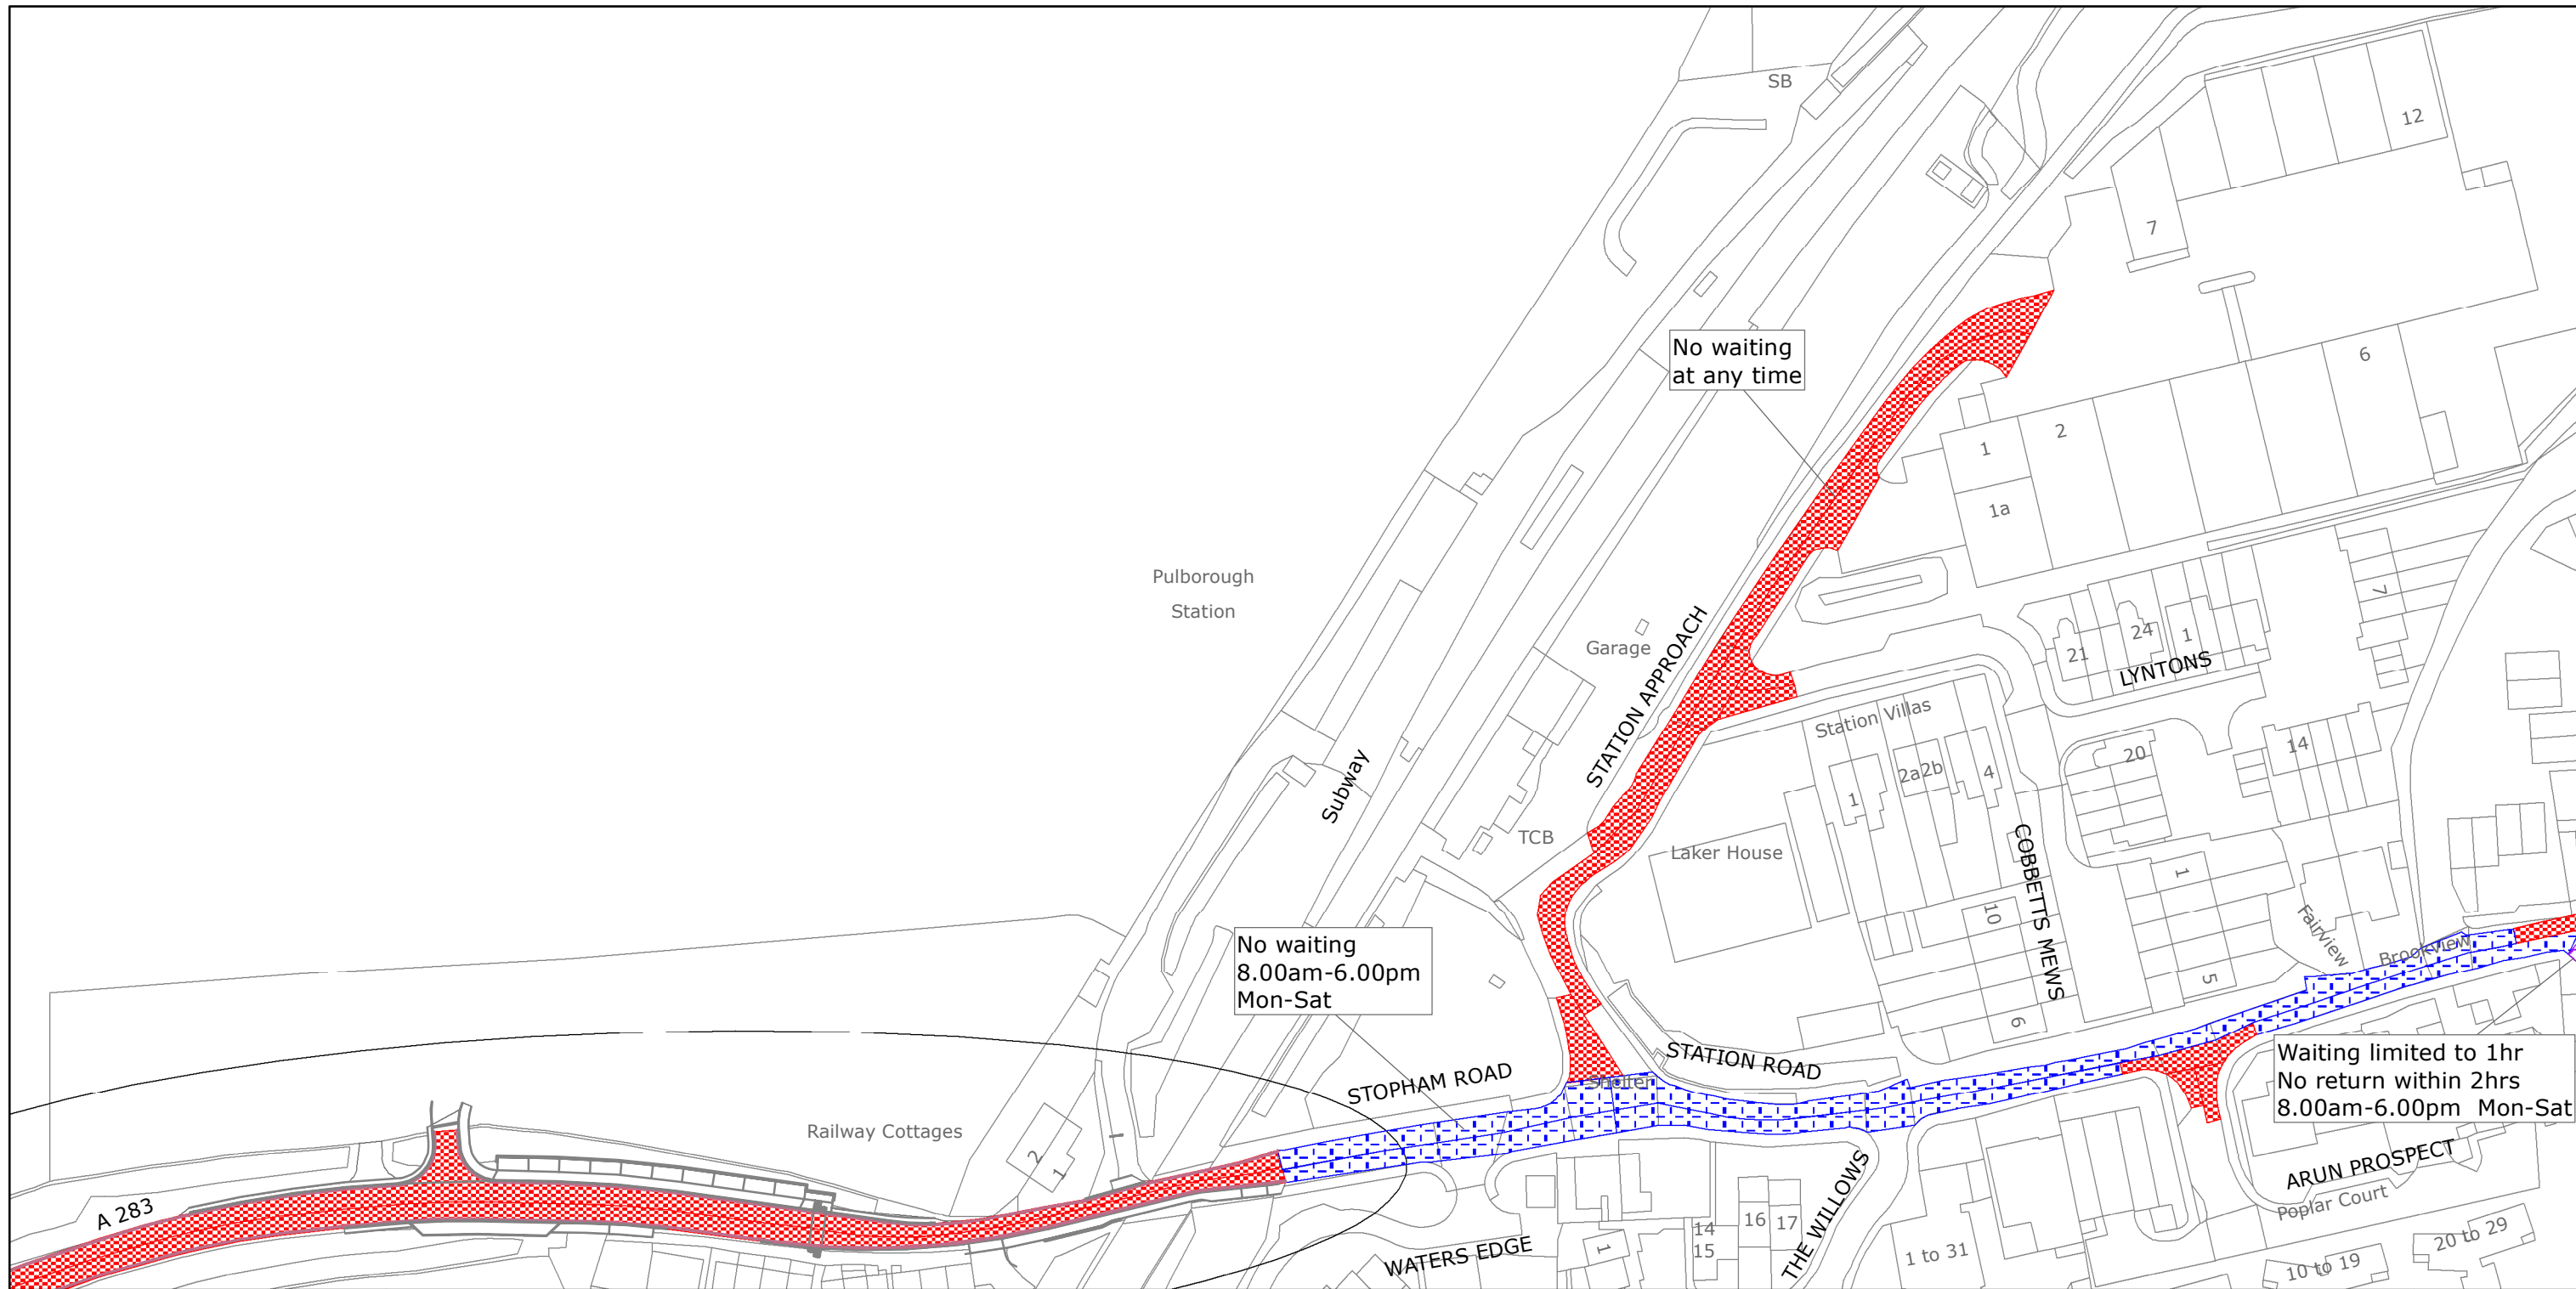 SB
12
7
No waiting
at any time
6
2
1
1a
Pulborough
Station
Garage
STATION APPROACH
7
24
1
21
LYNTONS
Station Villas
14
20
2a2b
4
1
Subway
TCB
Laker House
COBBETTS MEWS
1
10
Fairview
Brookview
No waiting
8.00am-6.00pm
Mon-Sat
5
6
STATION ROAD
STOPHAM ROAD
Shelter
Waiting limited to 1hr
No return within 2hrs
8.00am-6.00pm Mon-Sat
Railway Cottages
2
1
ARUN PROSPECT
Poplar Court
A 283
THE WILLOWS
16
17
14
15
WATERS EDGE
1
1 to 31
20 to 29
10 to 19